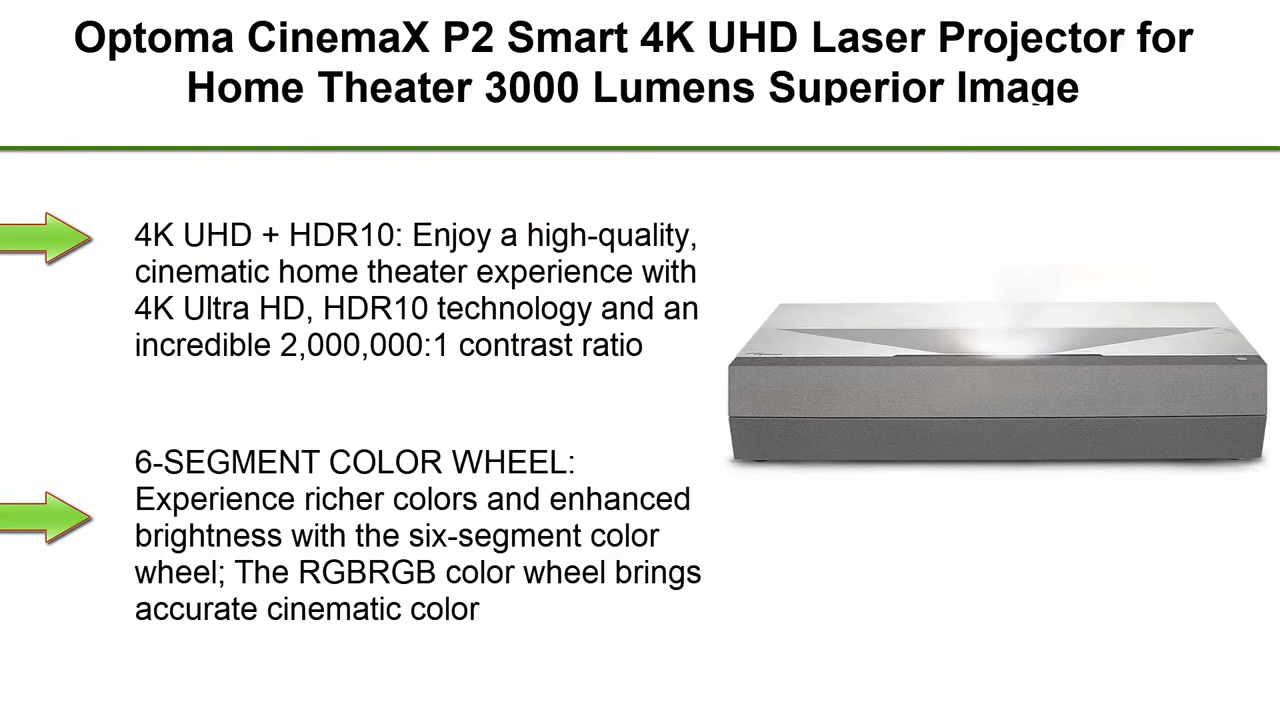 Optoma CinemaX P2 Smart 4K UHD Laser Projector for
Home Theater 3000 Lumens Superior Image
4K UHD + HDR10: Enjoy a high-quality,
cinematic home theater experience with
4K Ultra HD, HDR10 technology and an
incredible 2,000,000:1 contrast ratio
6-SEGMENT COLOR WHEEL:
Experience richer colors and enhanced
brightness with the six-segment color
wheel; The RGBRGB color wheel brings
accurate cinematic color